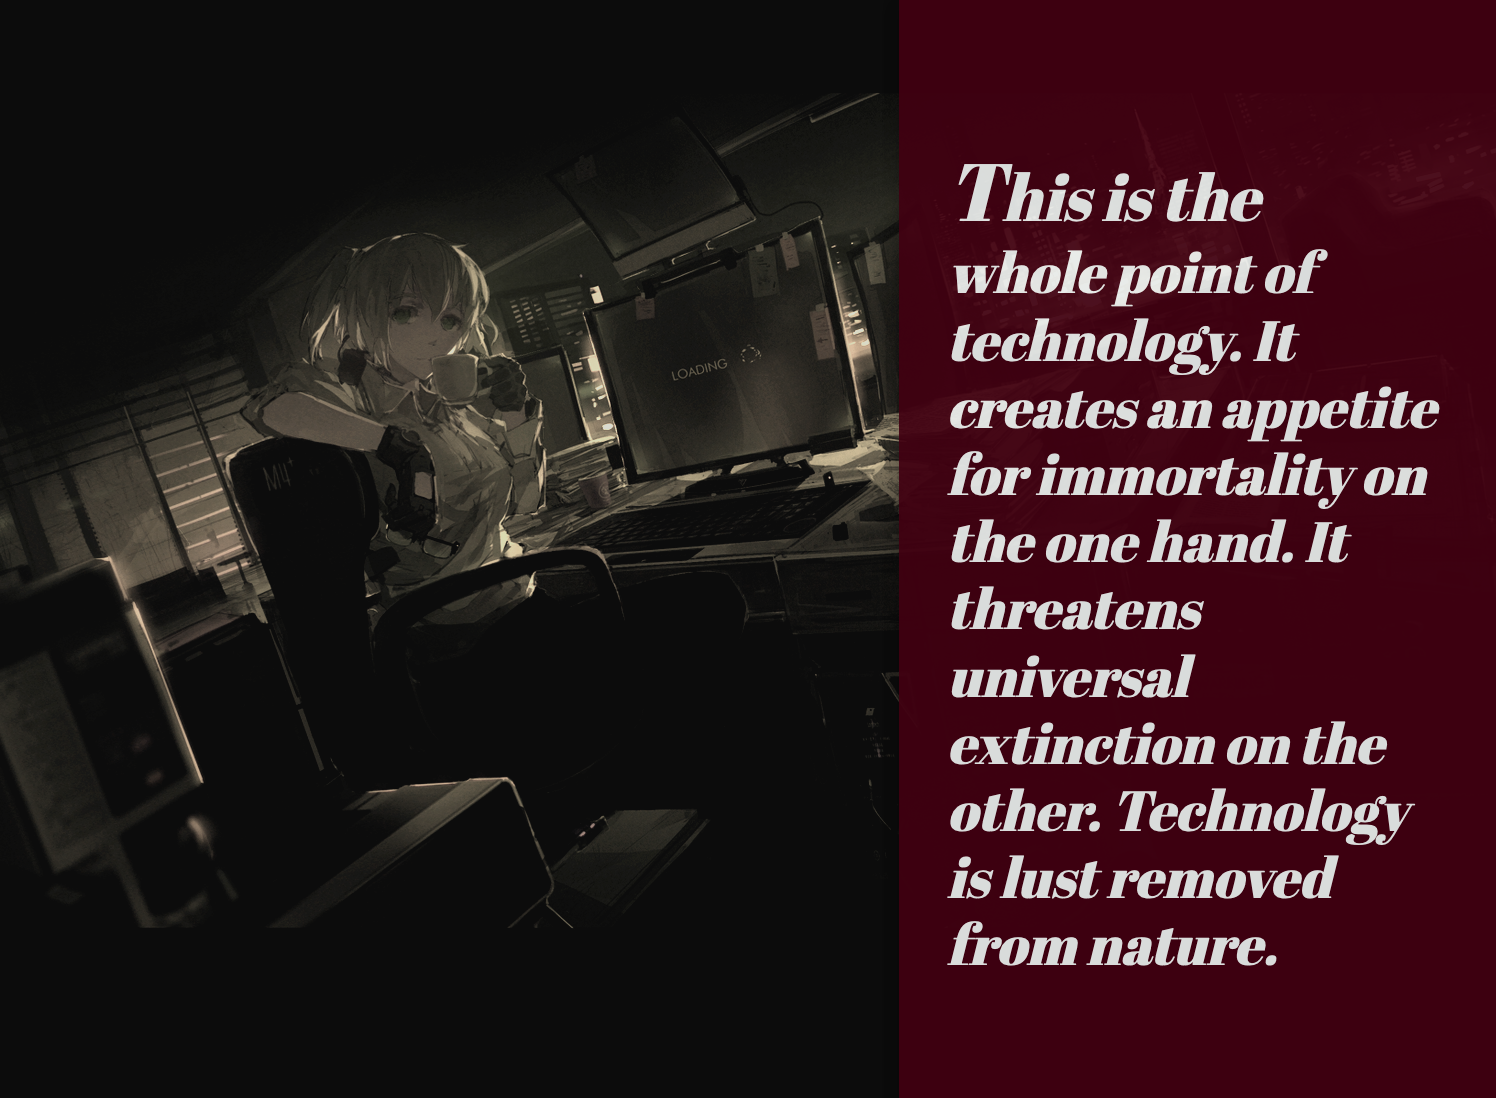 LOADING
M4
This is the
whole point of
technology. It
creates an appetite
for immortality on
the one hand. It
threatens
universal
extinction on the
other. Technology
is lust removed
from nature.